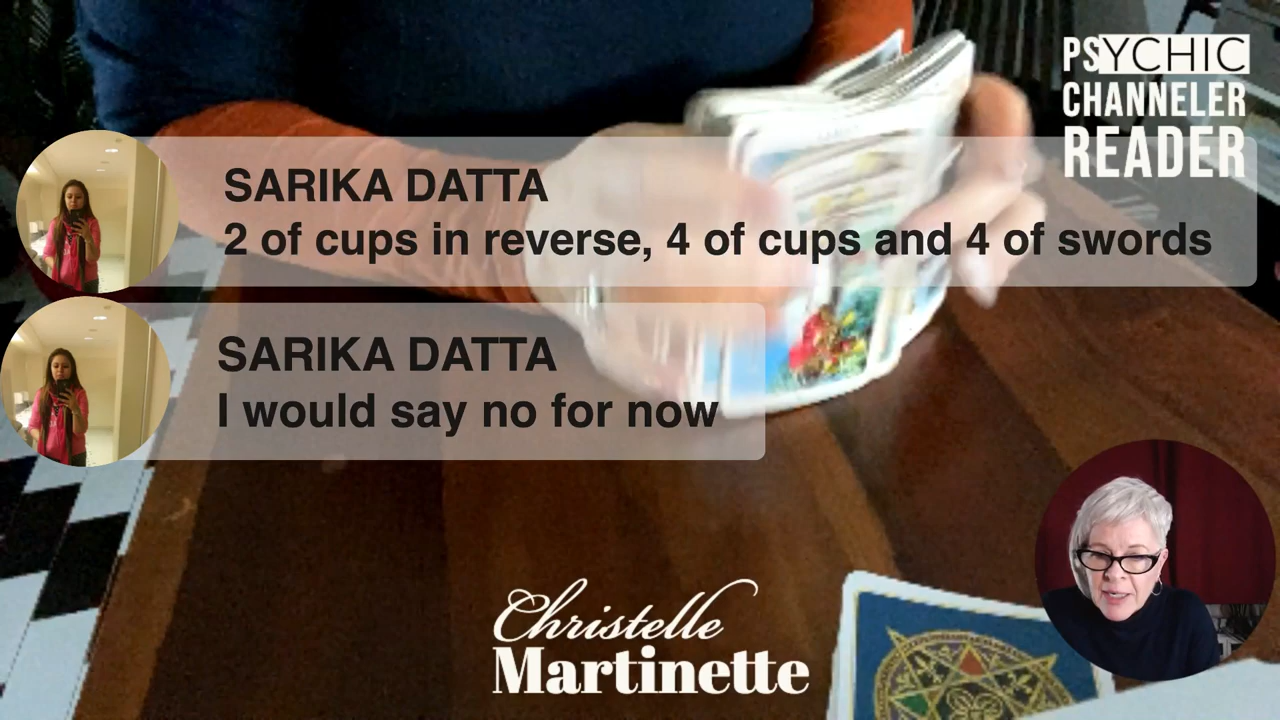 PSYCHIC
CHANNELER
READER
SARIKA DATTA
2 of cups in reverse, 4 of cups and 4 of swords
SARIKA DATTA
I would say no for now
Christelle
Martinette